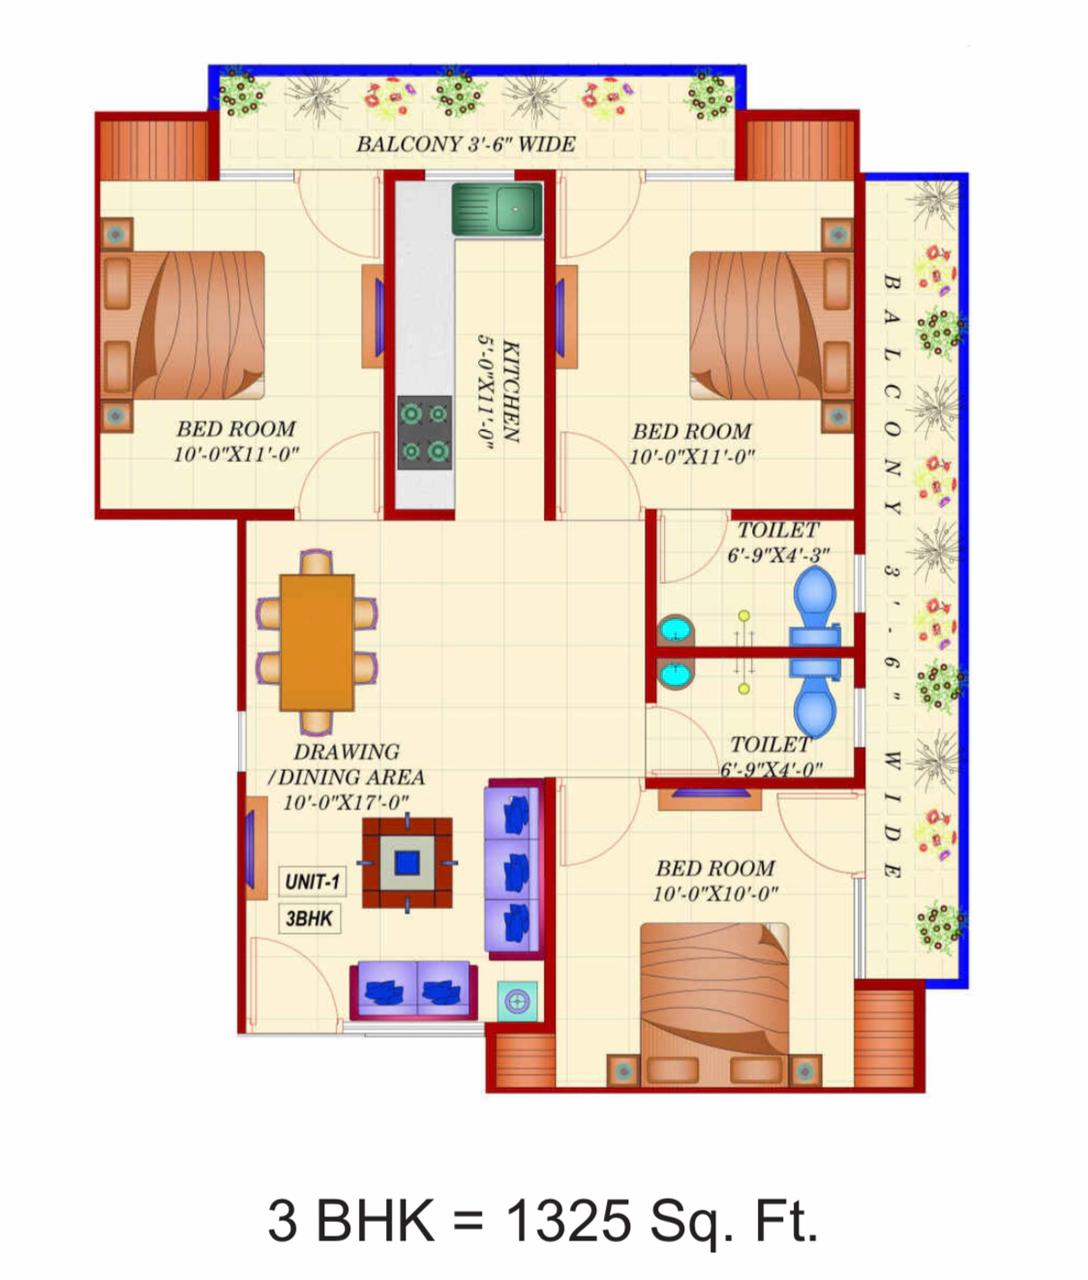 BALCONY 3'-6" WIDE
BED ROOM
10'-0"X11'-0"
KITCHEN
5'-0"X11'-0"
BED ROOM
10'-0"X11'-0"
BALCONY 3'-6" WIDE
TOILET
6'-9"X4'-3"
TOILET
6'-9"X4'-0"
DRAWING
/DINING AREA
10'-0"X17'-0"
UNIT-1
3BHK
BED ROOM
10'-0"X10'-0"
3 BHK = 1325 Sq. Ft.